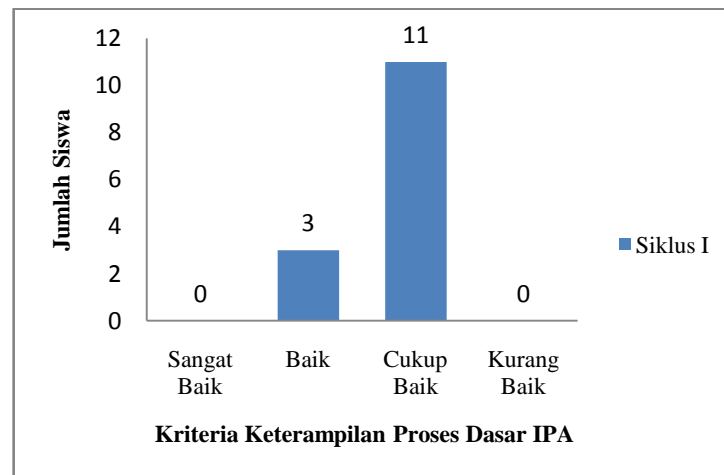 12
10
8
6
4
2
0
Jumlah Siswa
0
3
11
0
Sangat
Baik
Baik
Cukup
Baik
Kurang
Baik
Kriteria Keterampilan Proses Dasar IPA
Siklus I